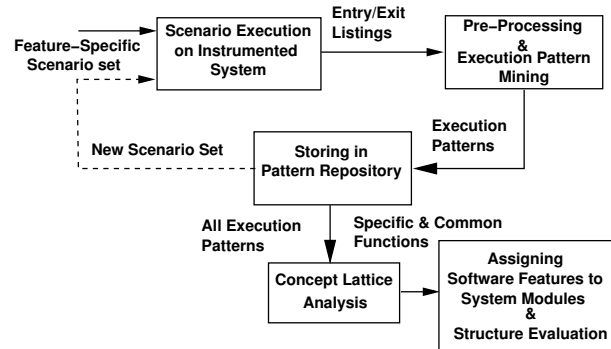 Feature-Specific
Scenario set
Scenario Execution
on Instrumented
System
Entry/Exit
Listings
Pre-Processing
&
Execution Pattern
Mining
Execution
Patterns
New Scenario Set
Storing in
Pattern Repository
All Execution
Patterns
Specific & Common
Functions
Concept Lattice
Analysis
Assigning
Software Features to
System Modules
&
Structure Evaluation